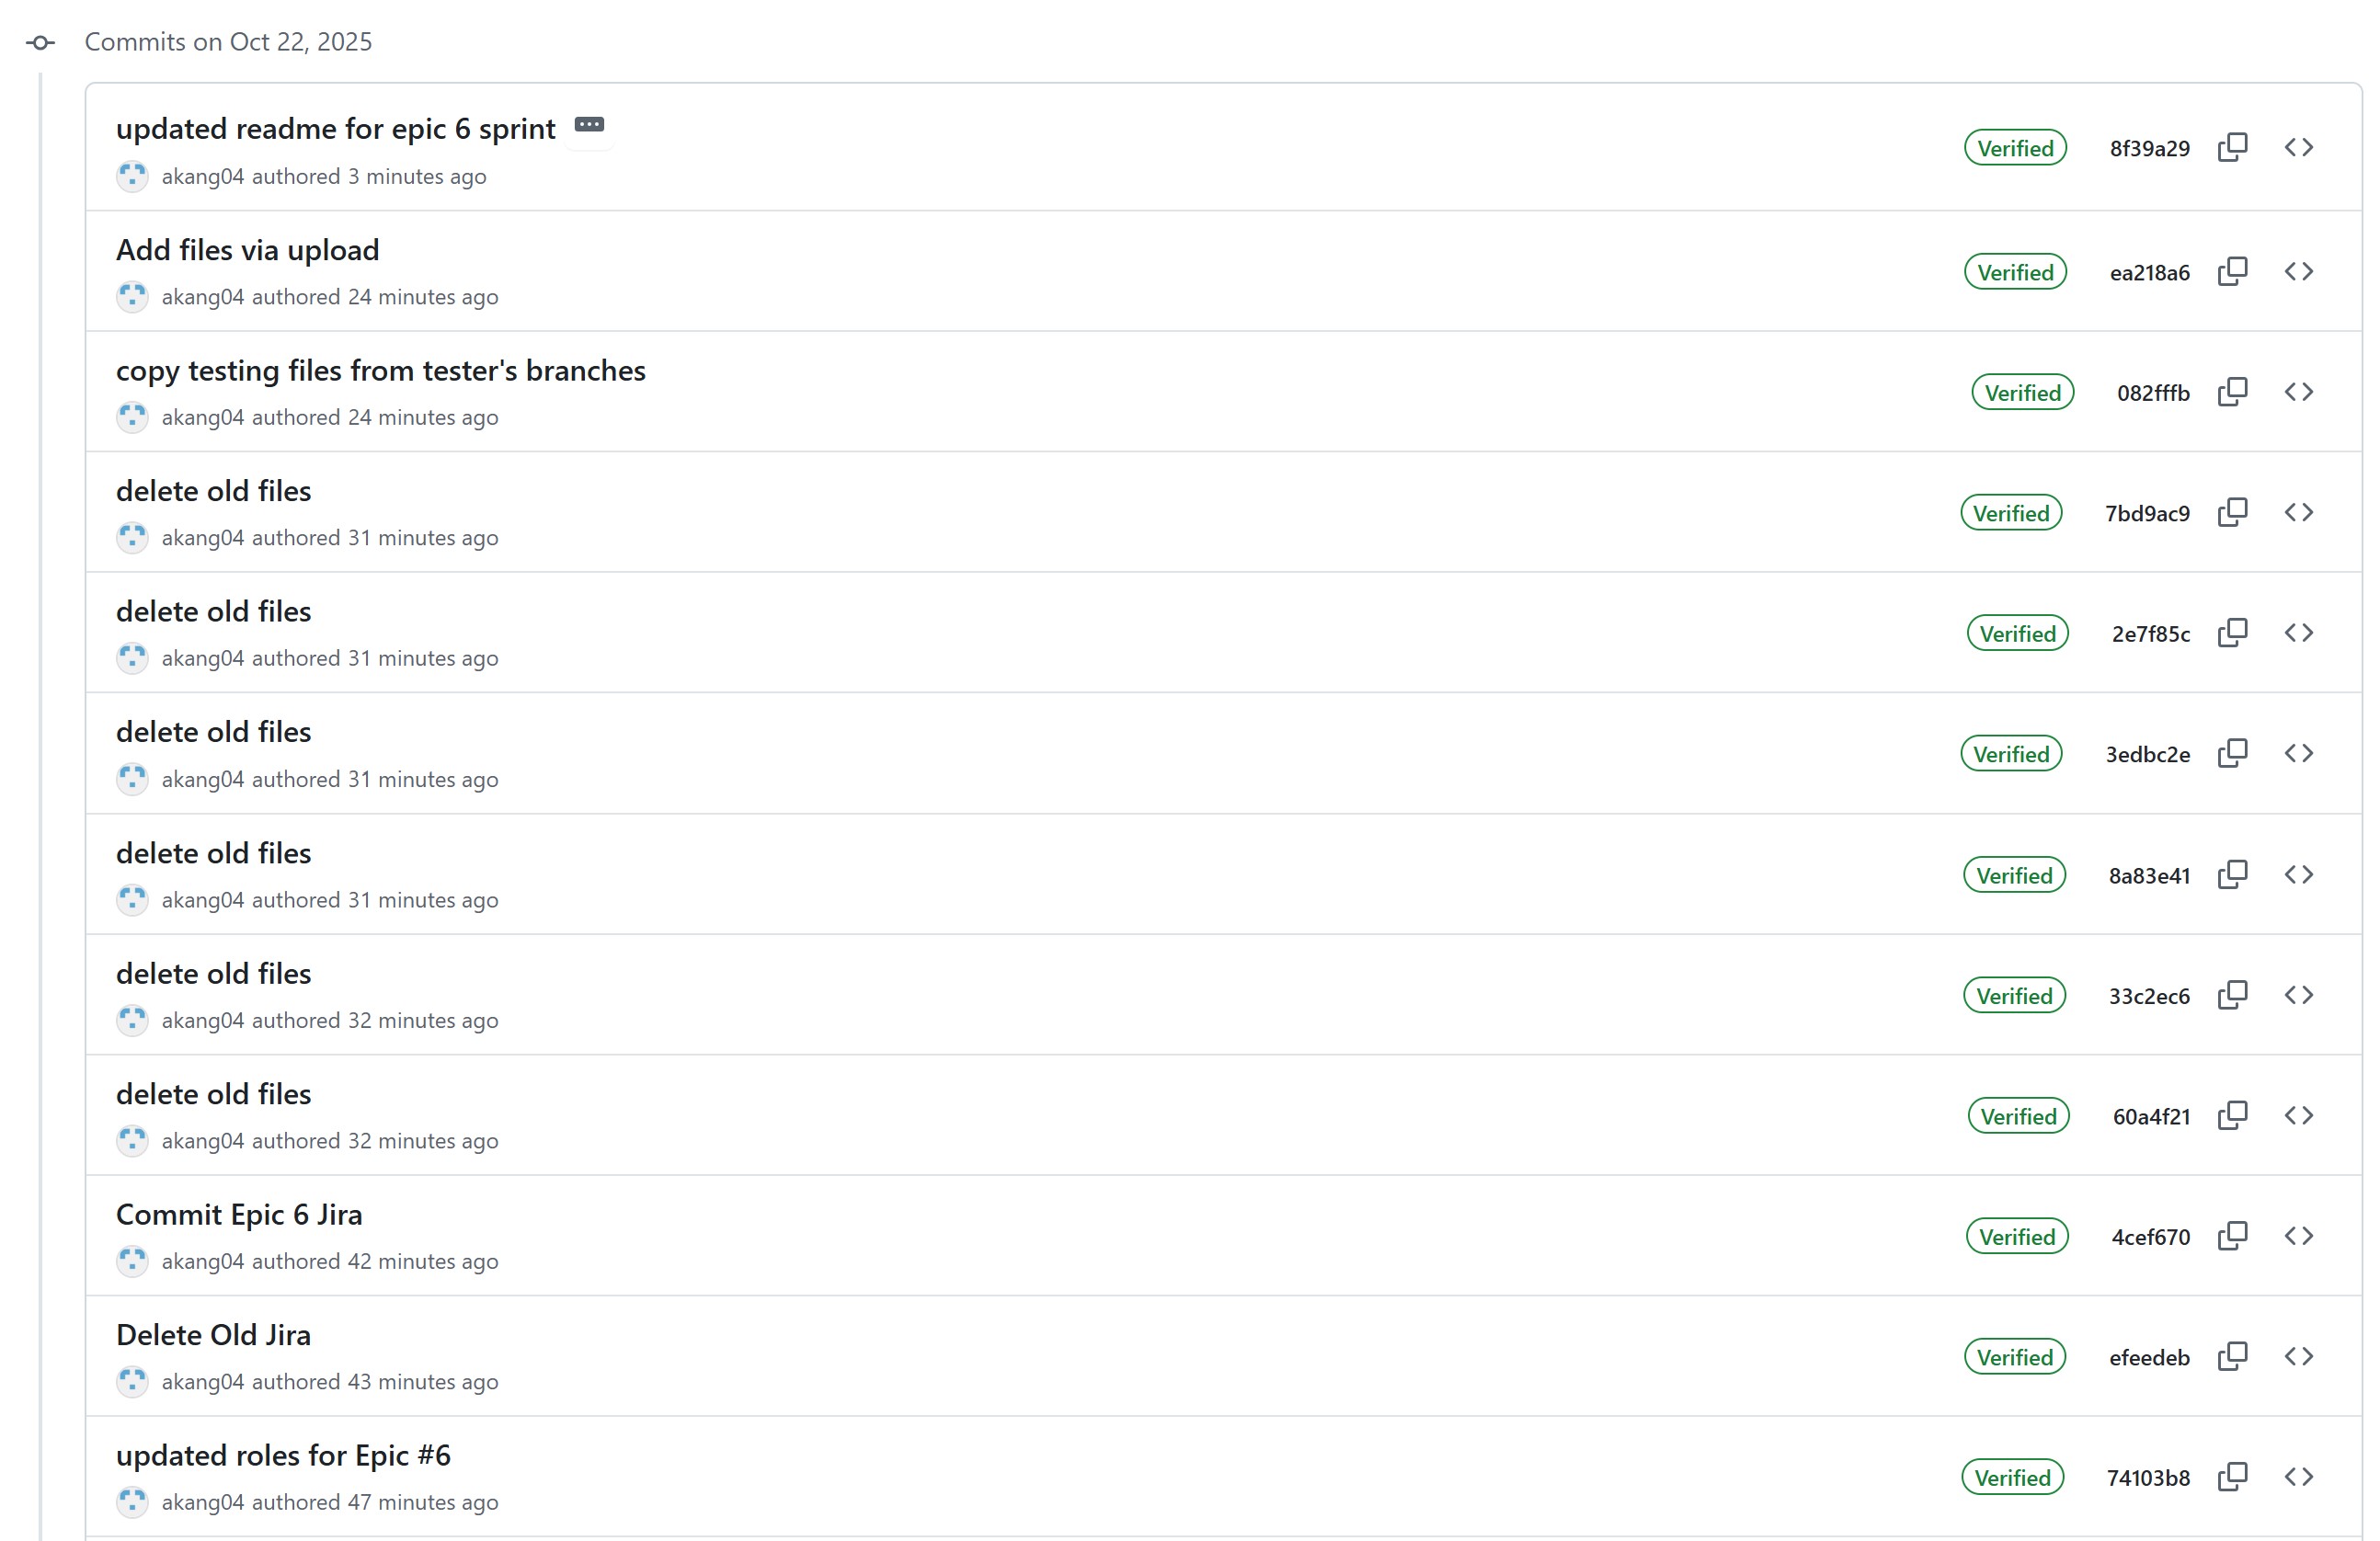 Commits on Oct 22, 2025
updated readme for epic 6 sprint
akang04 authored 3 minutes ago
Verified 8f39a29
Add files via upload
akang04 authored 24 minutes ago
Verified ea218a6
copy testing files from tester's branches
akang04 authored 24 minutes ago
Verified 082fffb
delete old files
akang04 authored 31 minutes ago
Verified 7bd9ac9
delete old files
akang04 authored 31 minutes ago
Verified 2e7f85c
delete old files
akang04 authored 31 minutes ago
Verified 3edbc2e
delete old files
akang04 authored 31 minutes ago
Verified 8a83e41
delete old files
akang04 authored 32 minutes ago
Verified 33c2ec6
delete old files
akang04 authored 32 minutes ago
Verified 60a4f21
Commit Epic 6 Jira
akang04 authored 42 minutes ago
Verified 4cef670
Delete Old Jira
akang04 authored 43 minutes ago
Verified efeedeb
updated roles for Epic #6
akang04 authored 47 minutes ago
Verified 74103b8